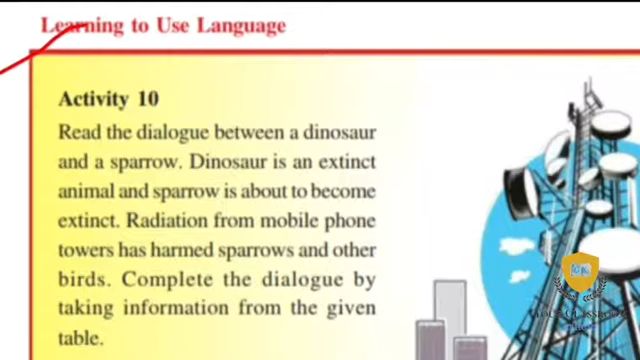 Learning to Use Language
Activity 10
Read the dialogue between a dinosaur
and a sparrow. Dinosaur is an extinct
animal and sparrow is about to become
extinct. Radiation from mobile phone
towers has harmed sparrows and other
birds. Complete the dialogue by
taking information from the given
table.